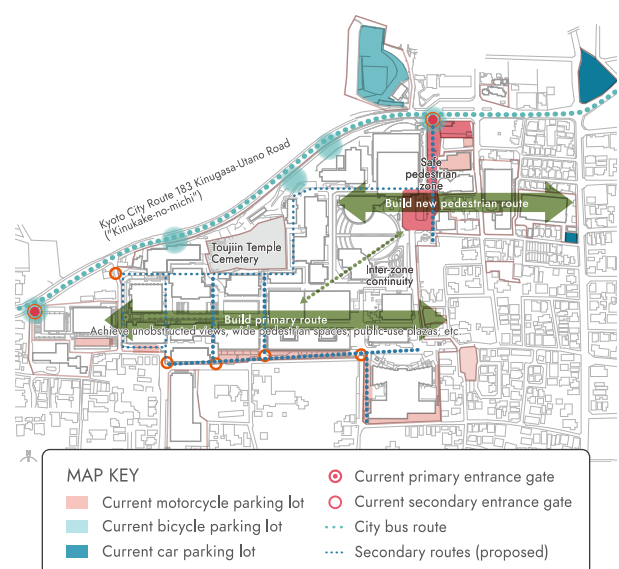 Kyoto City Route 183 Kinugasa-Utano Road
("Kinukake-no-michi")
Safe
pedestrian
zone
Build new pedestrian route
Toujiin Temple
Cemetery
Inter-zone
continuity
Build primary route
Achieve unobstructed views, wide pedestrian spaces, public-use plazas, etc.
MAP KEY
Current motorcycle parking lot
Current bicycle parking lot
Current car parking lot
Current primary entrance gate
Current secondary entrance gate
City bus route
Secondary routes (proposed)